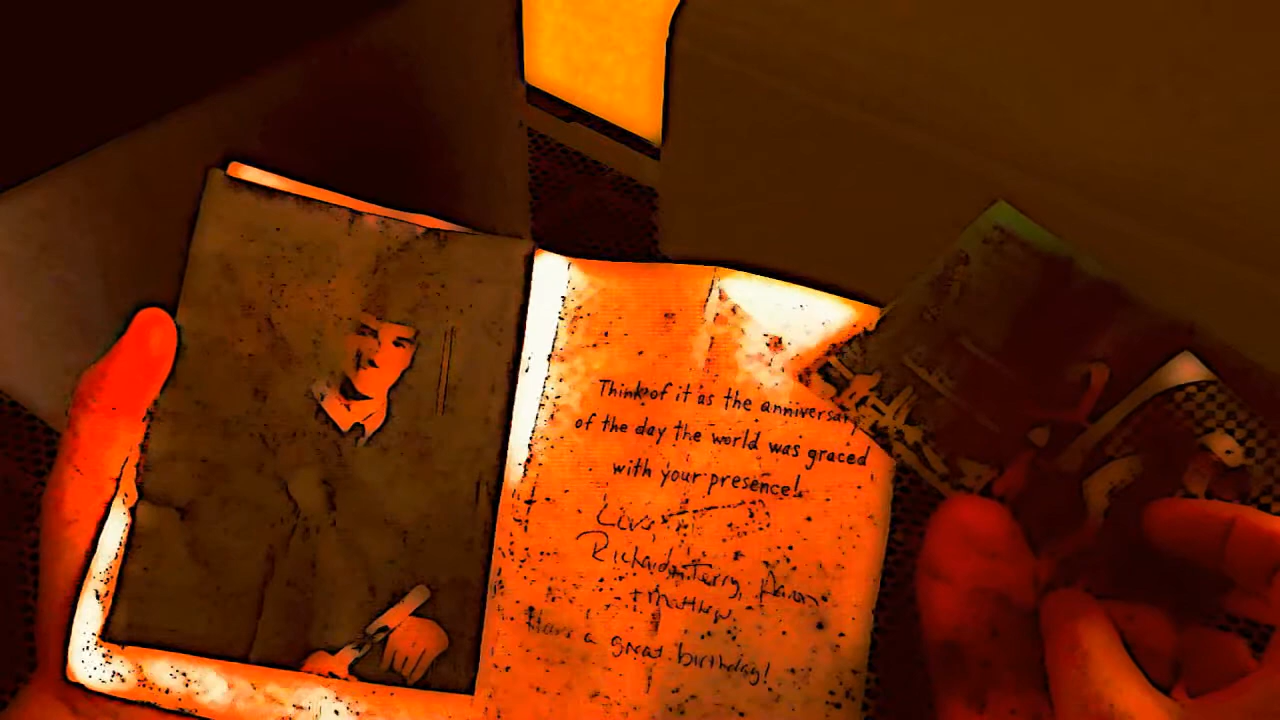 Think of it as the anniversary
of the day the world was graced
with your presence!
Love,
Richard, Terry,
+ Matthew
Have a great birthday!